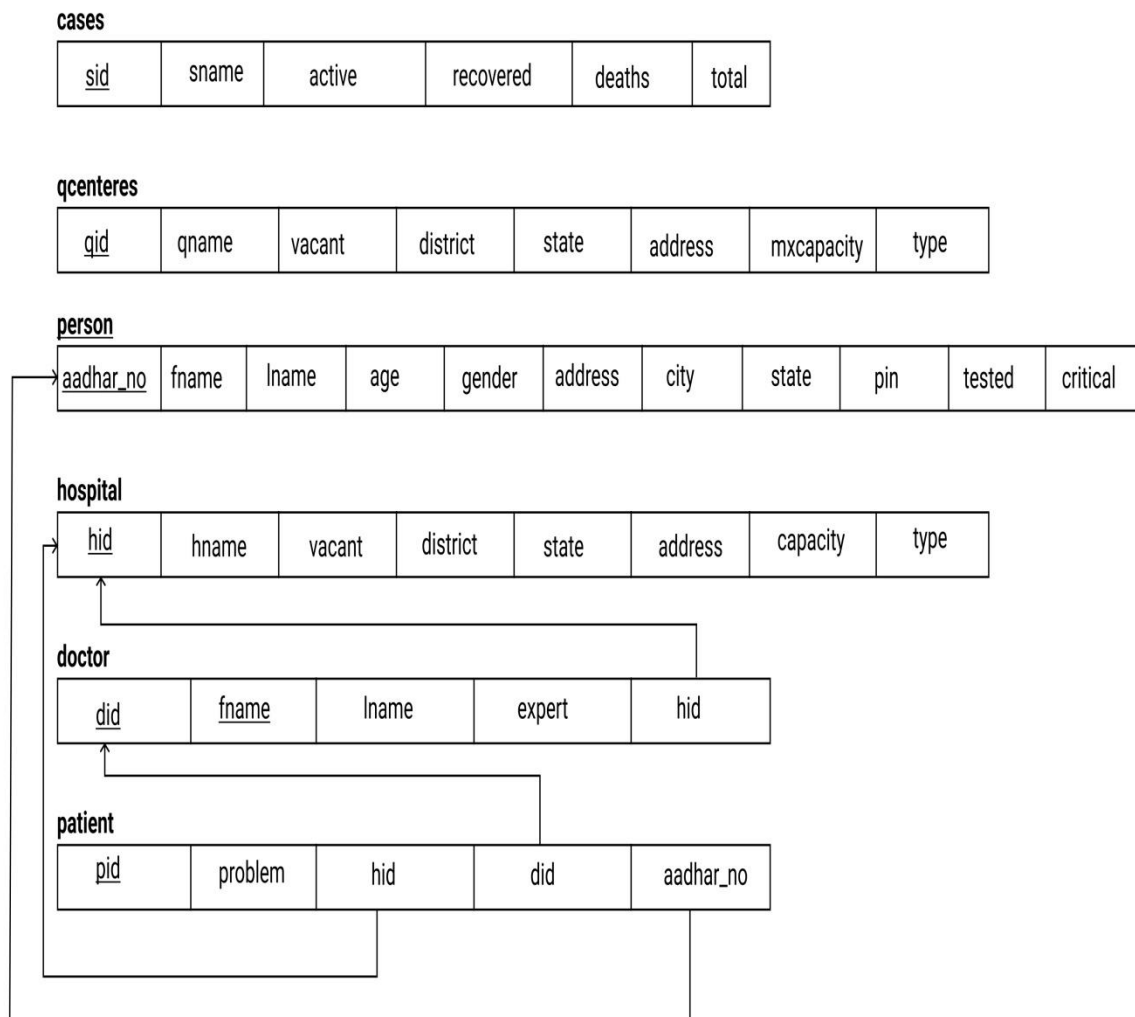 cases
sid sname active recovered deaths total
qcenteres
qid qname vacant district state address mxcapacity type
person
aadhar_no fname lname age gender address city state pin tested critical
hospital
hid hname vacant district state address capacity type
doctor
did fname lname expert hid
patient
pid problem hid did aadhar_no